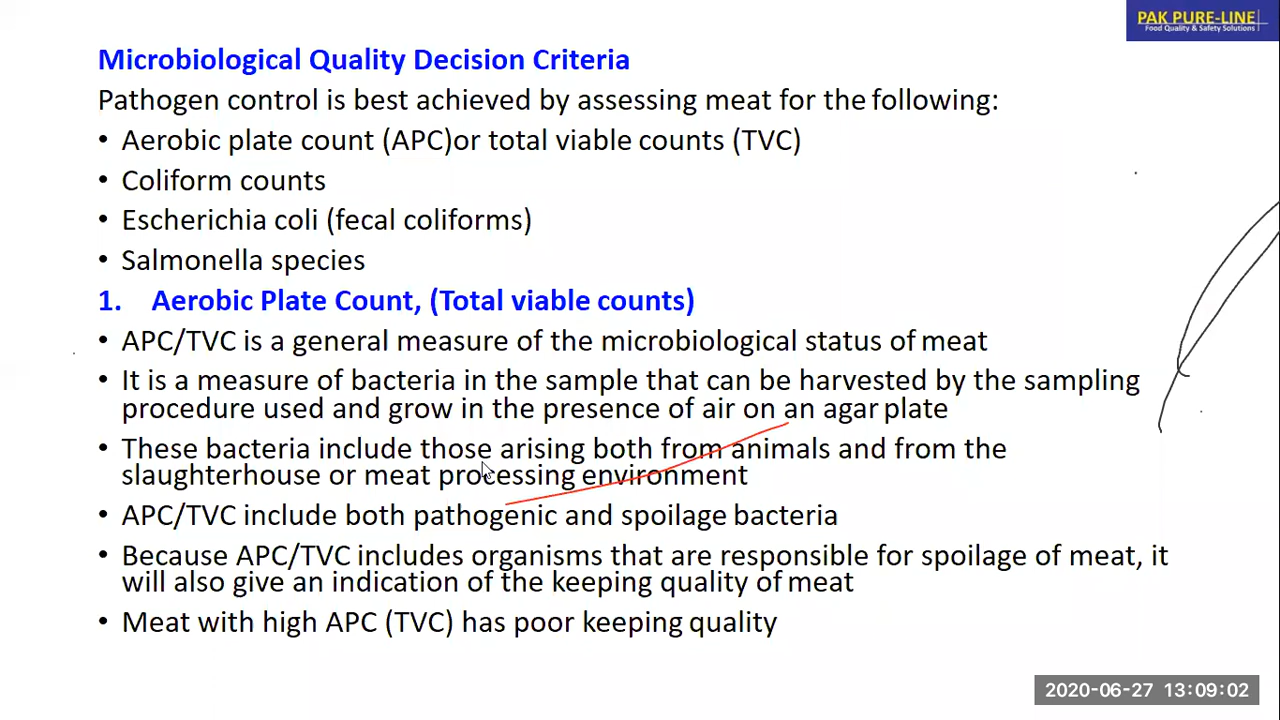 PAK PURE-LINE
Food Quality & Safety Solutions
Microbiological Quality Decision Criteria
Pathogen control is best achieved by assessing meat for the following:
• Aerobic plate count (APC)or total viable counts (TVC)
• Coliform counts
• Escherichia coli (fecal coliforms)
• Salmonella species
1. Aerobic Plate Count, (Total viable counts)
• APC/TVC is a general measure of the microbiological status of meat
• It is a measure of bacteria in the sample that can be harvested by the sampling
procedure used and grow in the presence of air on an agar plate
• These bacteria include those arising both from animals and from the
slaughterhouse or meat processing environment
• APC/TVC include both pathogenic and spoilage bacteria
• Because APC/TVC includes organisms that are responsible for spoilage of meat, it
will also give an indication of the keeping quality of meat
• Meat with high APC (TVC) has poor keeping quality
2020-06-27 13:09:02